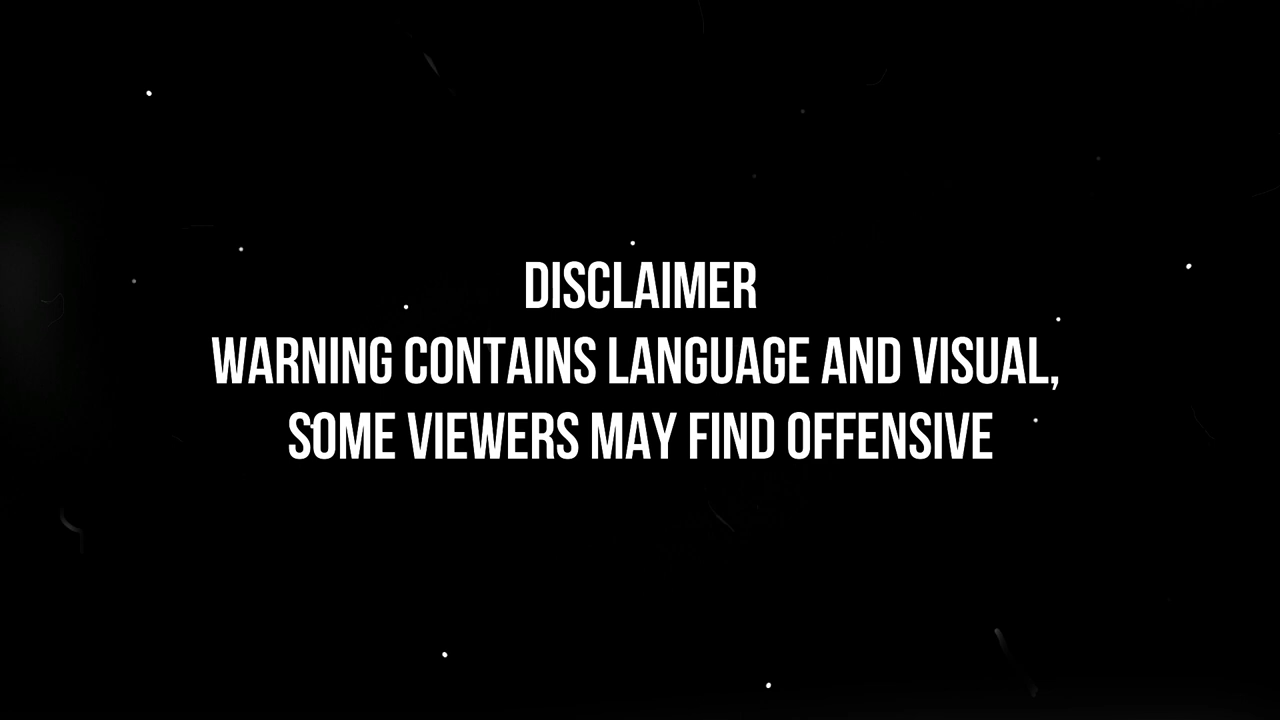 DISCLAIMER
WARNING CONTAINS LANGUAGE AND VISUAL,
SOME VIEWERS MAY FIND OFFENSIVE